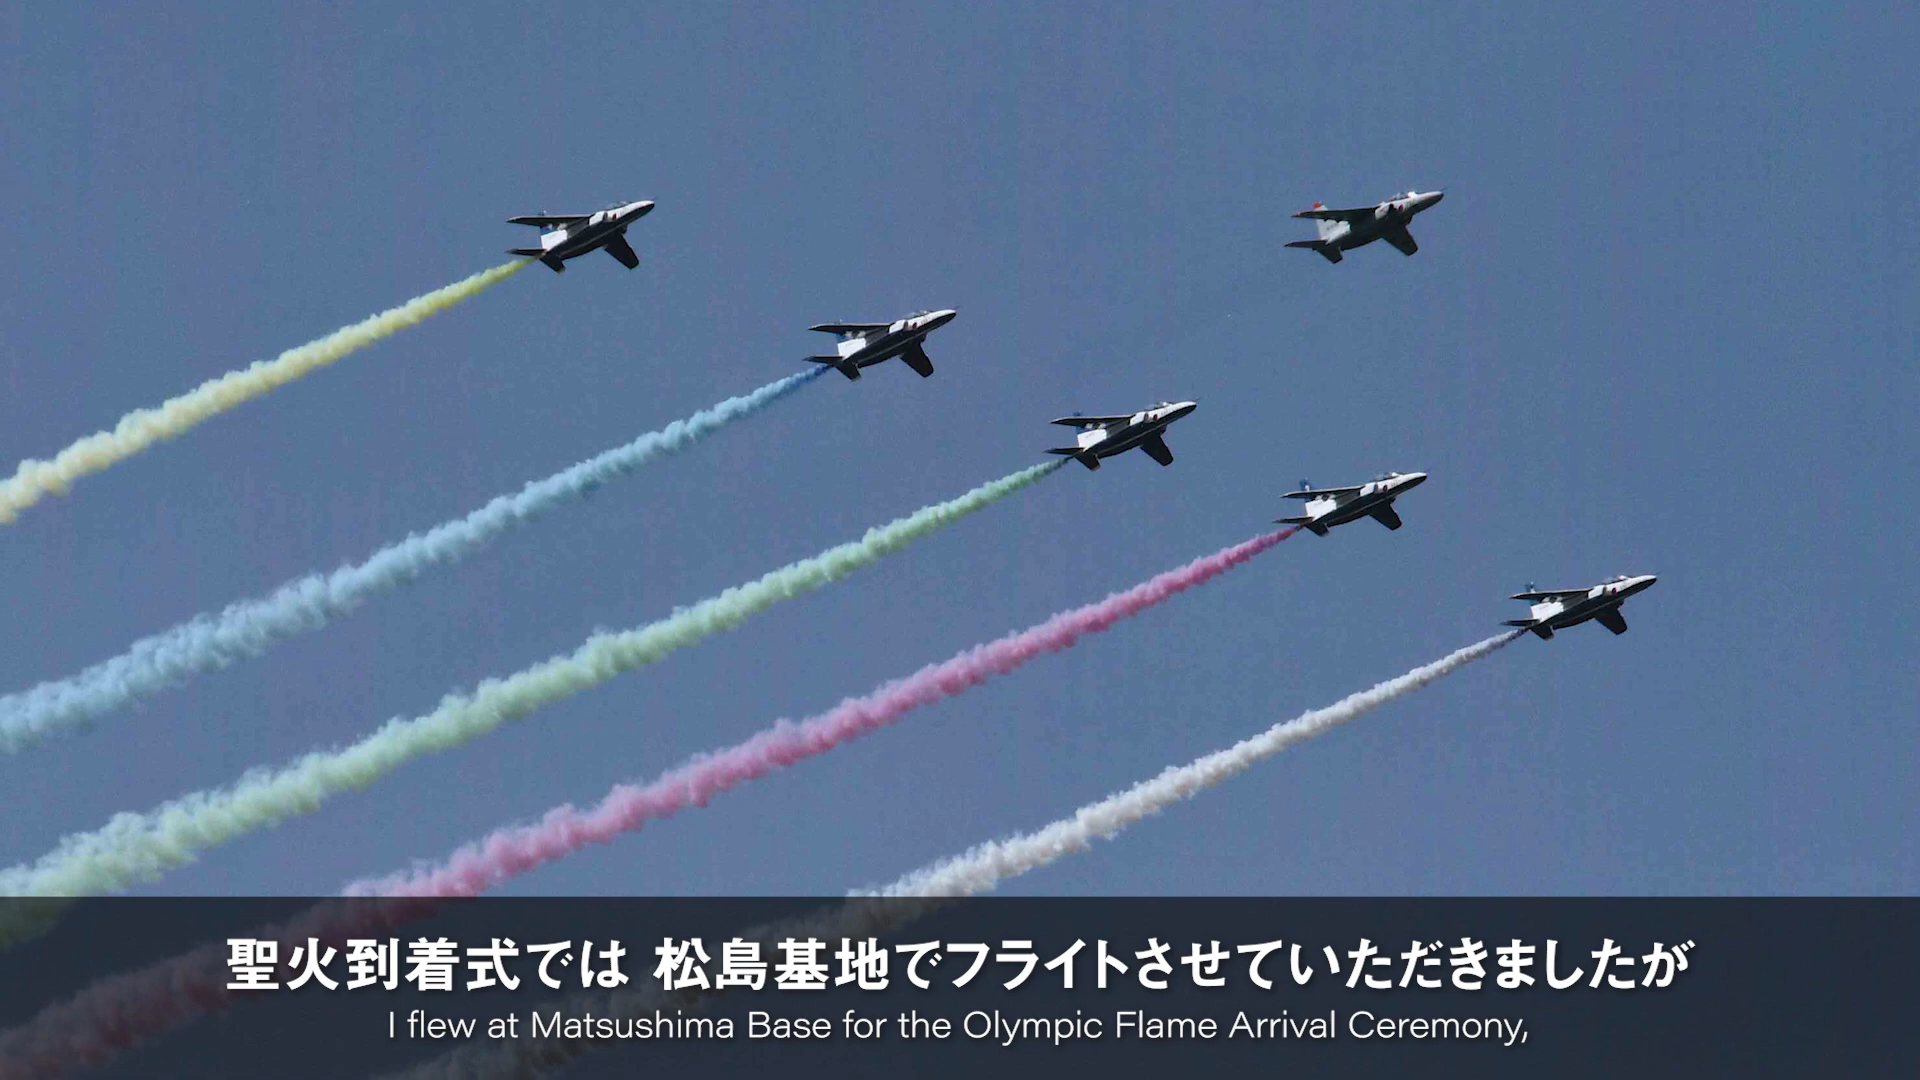 聖火到着式では 松島基地でフライトさせていただきましたが
I flew at Matsushima Base for the Olympic Flame Arrival Ceremony,